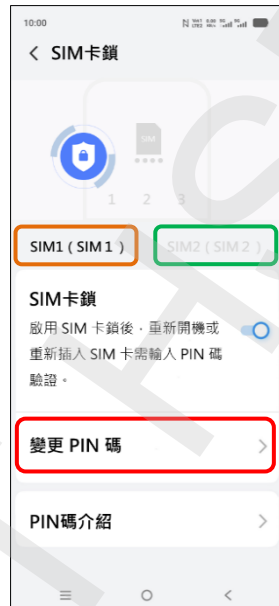 10:00
SIM卡鎖
SIM
1 2 3
SIM1 ( SIM 1 )
SIM2 ( SIM 2 )
SIM卡鎖
啟用 SIM 卡鎖後，重新開機或
重新插入 SIM 卡需輸入 PIN 碼
驗證。
變更 PIN 碼
PIN碼介紹